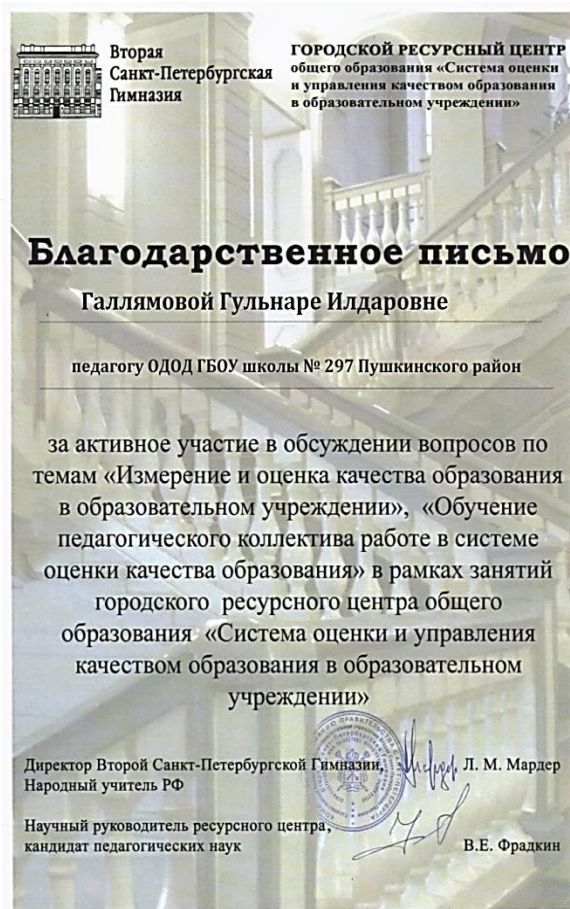 Вторая
Санкт-Петербургская
Гимназия
ГОРОДСКОЙ РЕСУРСНЫЙ ЦЕНТР
общего образования «Система оценки
и управления качеством образования
в образовательном учреждении»
Благодарственное письмо
Галлямовой Гульнаре Илдаровне
педагогу ОДОД ГБОУ школы № 297 Пушкинского район
за активное участие в обсуждении вопросов по
темам «Измерение и оценка качества образования
в образовательном учреждении», «Обучение
педагогического коллектива работе в системе
оценки качества образования» в рамках занятий
городского ресурсного центра общего
образования «Система оценки и управления
качеством образования в образовательном
учреждении»
Директор Второй Санкт-Петербургской Гимназии, Л. М. Мардер
Народный учитель РФ
Научный руководитель ресурсного центра,
кандидат педагогических наук В.Е. Фрадкин